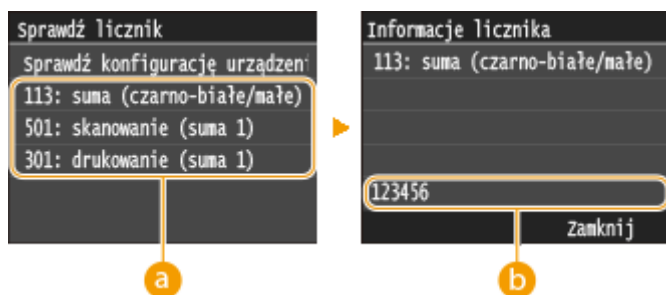 Sprawdź licznik
Sprawdź konfigurację
113: suma (czarno-białe/małe)
501: skanowanie (suma 1)
301: drukowanie (suma 1)
a
Informacje licznika
113: suma (czarno-białe/małe)
123456
Zamknij
b